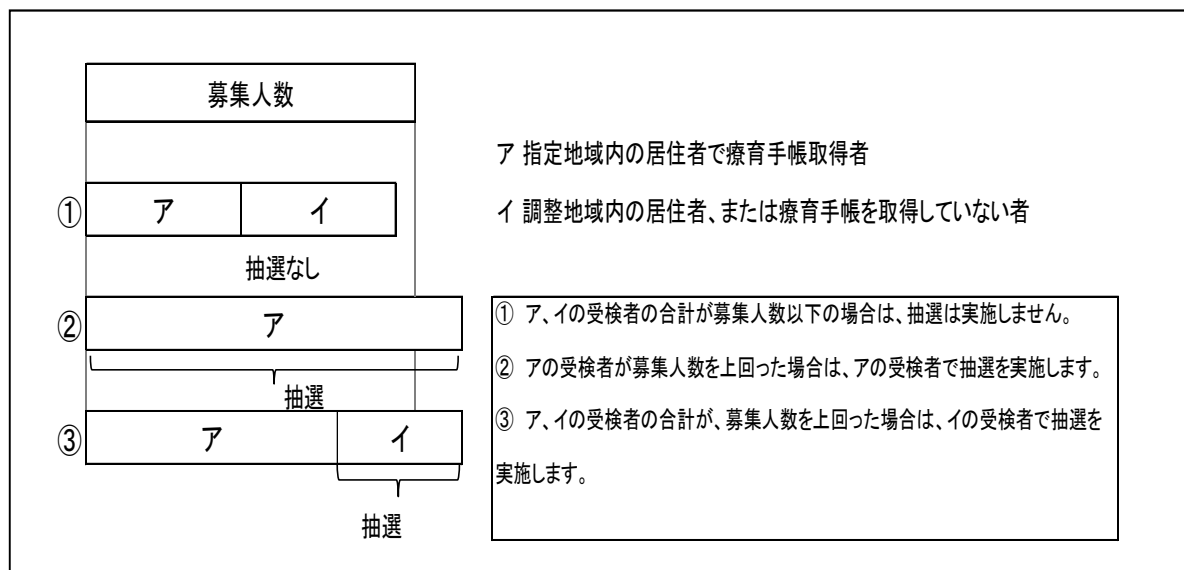 募集人数
ア 指定地域内の居住者で療育手帳取得者
イ 調整地域内の居住者、または療育手帳を取得していない者
① ア イ
抽選なし
② ア
抽選
③ ア イ
抽選
① ア、イの受検者の合計が募集人数以下の場合は、抽選は実施しません。
② アの受検者が募集人数を上回った場合は、アの受検者で抽選を実施します。
③ ア、イの受検者の合計が、募集人数を上回った場合は、イの受検者で抽選を
実施します。